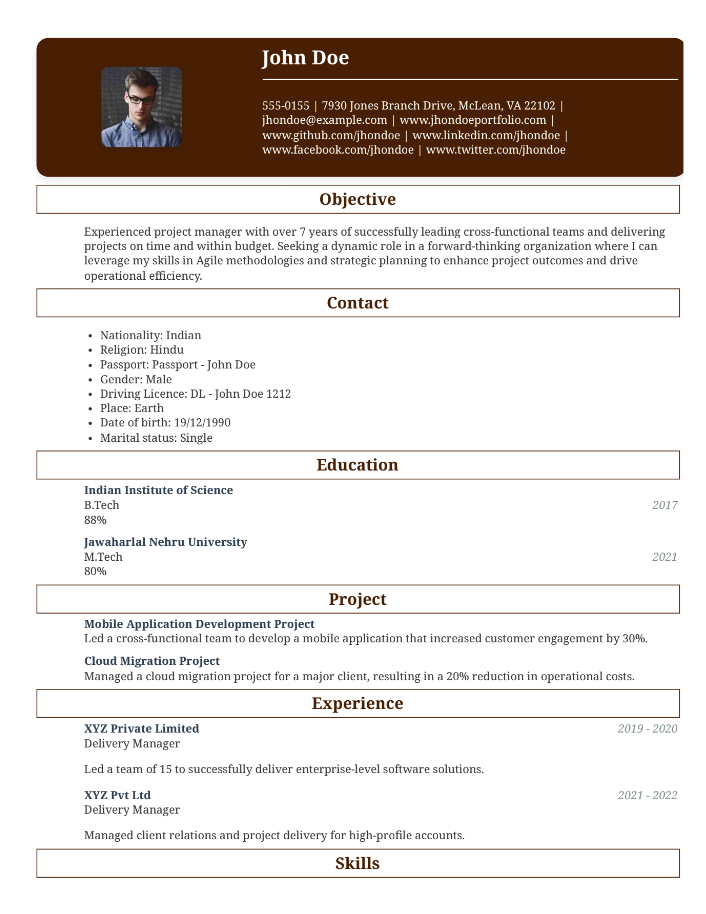 John Doe
555-0155 | 7930 Jones Branch Drive, McLean, VA 22102 |
jhondoe@example.com | www.jhondoeportfolio.com |
www.github.com/jhondoe | www.linkedin.com/jhondoe |
www.facebook.com/jhondoe | www.twitter.com/jhondoe
Objective
Experienced project manager with over 7 years of successfully leading cross-functional teams and delivering
projects on time and within budget. Seeking a dynamic role in a forward-thinking organization where I can
leverage my skills in Agile methodologies and strategic planning to enhance project outcomes and drive
operational efficiency.
Contact
• Nationality: Indian
• Religion: Hindu
• Passport: Passport - John Doe
• Gender: Male
• Driving Licence: DL - John Doe 1212
• Place: Earth
• Date of birth: 19/12/1990
• Marital status: Single
Education
Indian Institute of Science
B.Tech 2017
88%
Jawaharlal Nehru University
M.Tech 2021
80%
Project
Mobile Application Development Project
Led a cross-functional team to develop a mobile application that increased customer engagement by 30%.
Cloud Migration Project
Managed a cloud migration project for a major client, resulting in a 20% reduction in operational costs.
Experience
XYZ Private Limited 2019 - 2020
Delivery Manager
Led a team of 15 to successfully deliver enterprise-level software solutions.
XYZ Pvt Ltd 2021 - 2022
Delivery Manager
Managed client relations and project delivery for high-profile accounts.
Skills